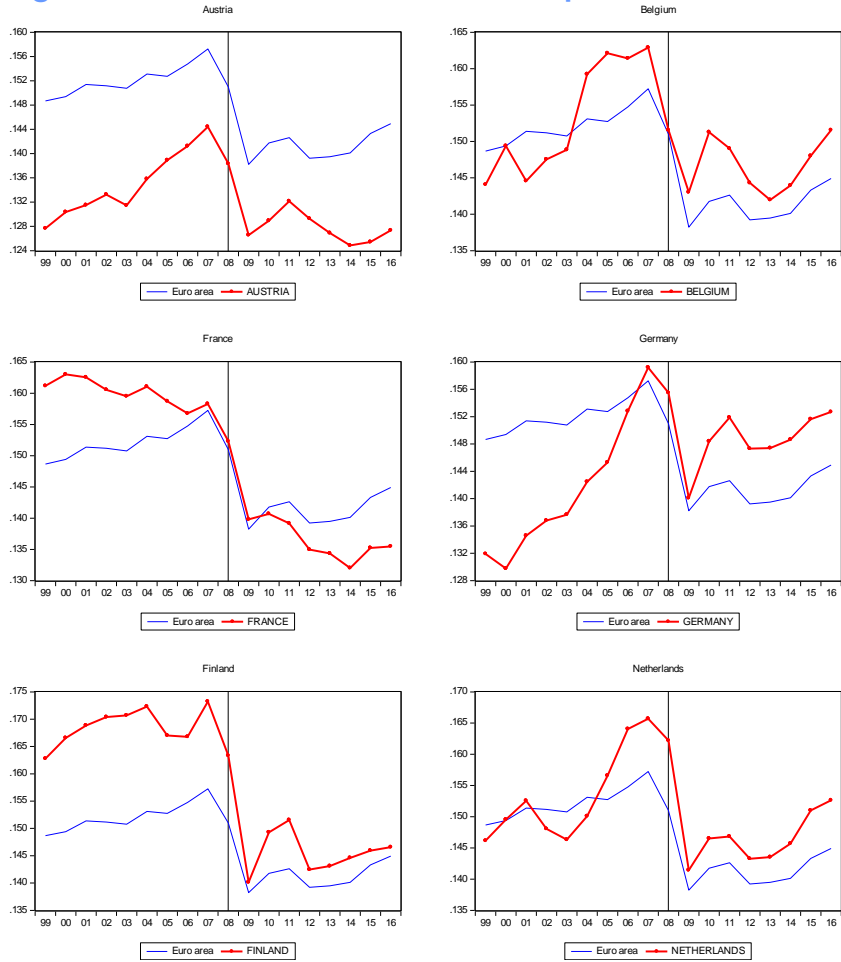 Austria
.160
.156
.152
.148
.144
.140
.136
.132
.128
.124
99 00 01 02 03 04 05 06 07 08 09 10 11 12 13 14 15 16
Euro area AUSTRIA
Belgium
.165
.160
.155
.150
.145
.140
.135
99 00 01 02 03 04 05 06 07 08 09 10 11 12 13 14 15 16
Euro area BELGIUM
France
.165
.160
.155
.150
.145
.140
.135
.130
99 00 01 02 03 04 05 06 07 08 09 10 11 12 13 14 15 16
Euro area FRANCE
Germany
.160
.156
.152
.148
.144
.140
.136
.132
.128
99 00 01 02 03 04 05 06 07 08 09 10 11 12 13 14 15 16
Euro area GERMANY
Finland
.175
.170
.165
.160
.155
.150
.145
.140
.135
99 00 01 02 03 04 05 06 07 08 09 10 11 12 13 14 15 16
Euro area FINLAND
Netherlands
.170
.165
.160
.155
.150
.145
.140
.135
99 00 01 02 03 04 05 06 07 08 09 10 11 12 13 14 15 16
Euro area NETHERLANDS